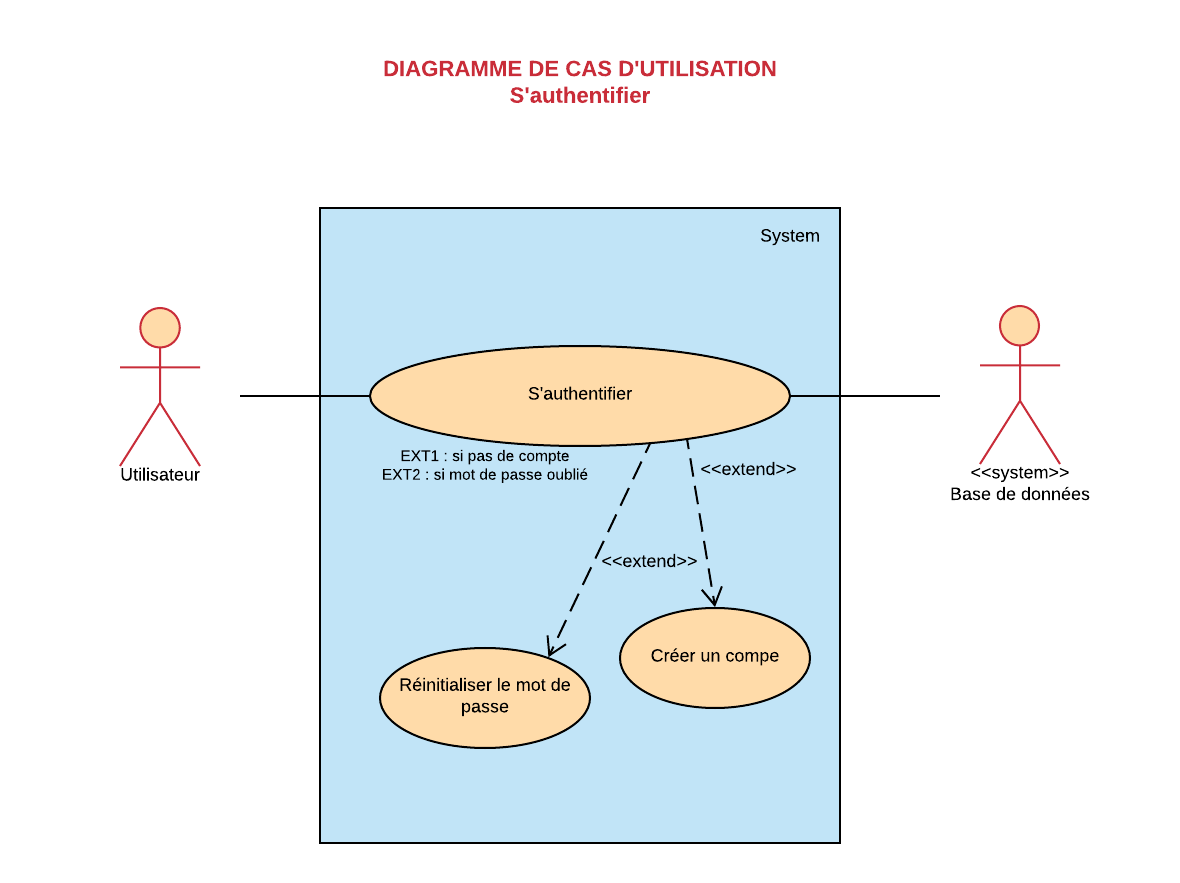 DIAGRAMME DE CAS D'UTILISATION
S'authentifier
System
S'authentifier
EXT1 : si pas de compte
EXT2 : si mot de passe oublié
<<extend>>
Utilisateur
<<system>>
Base de données
<<extend>>
Créer un compe
Réinitialiser le mot de
passe